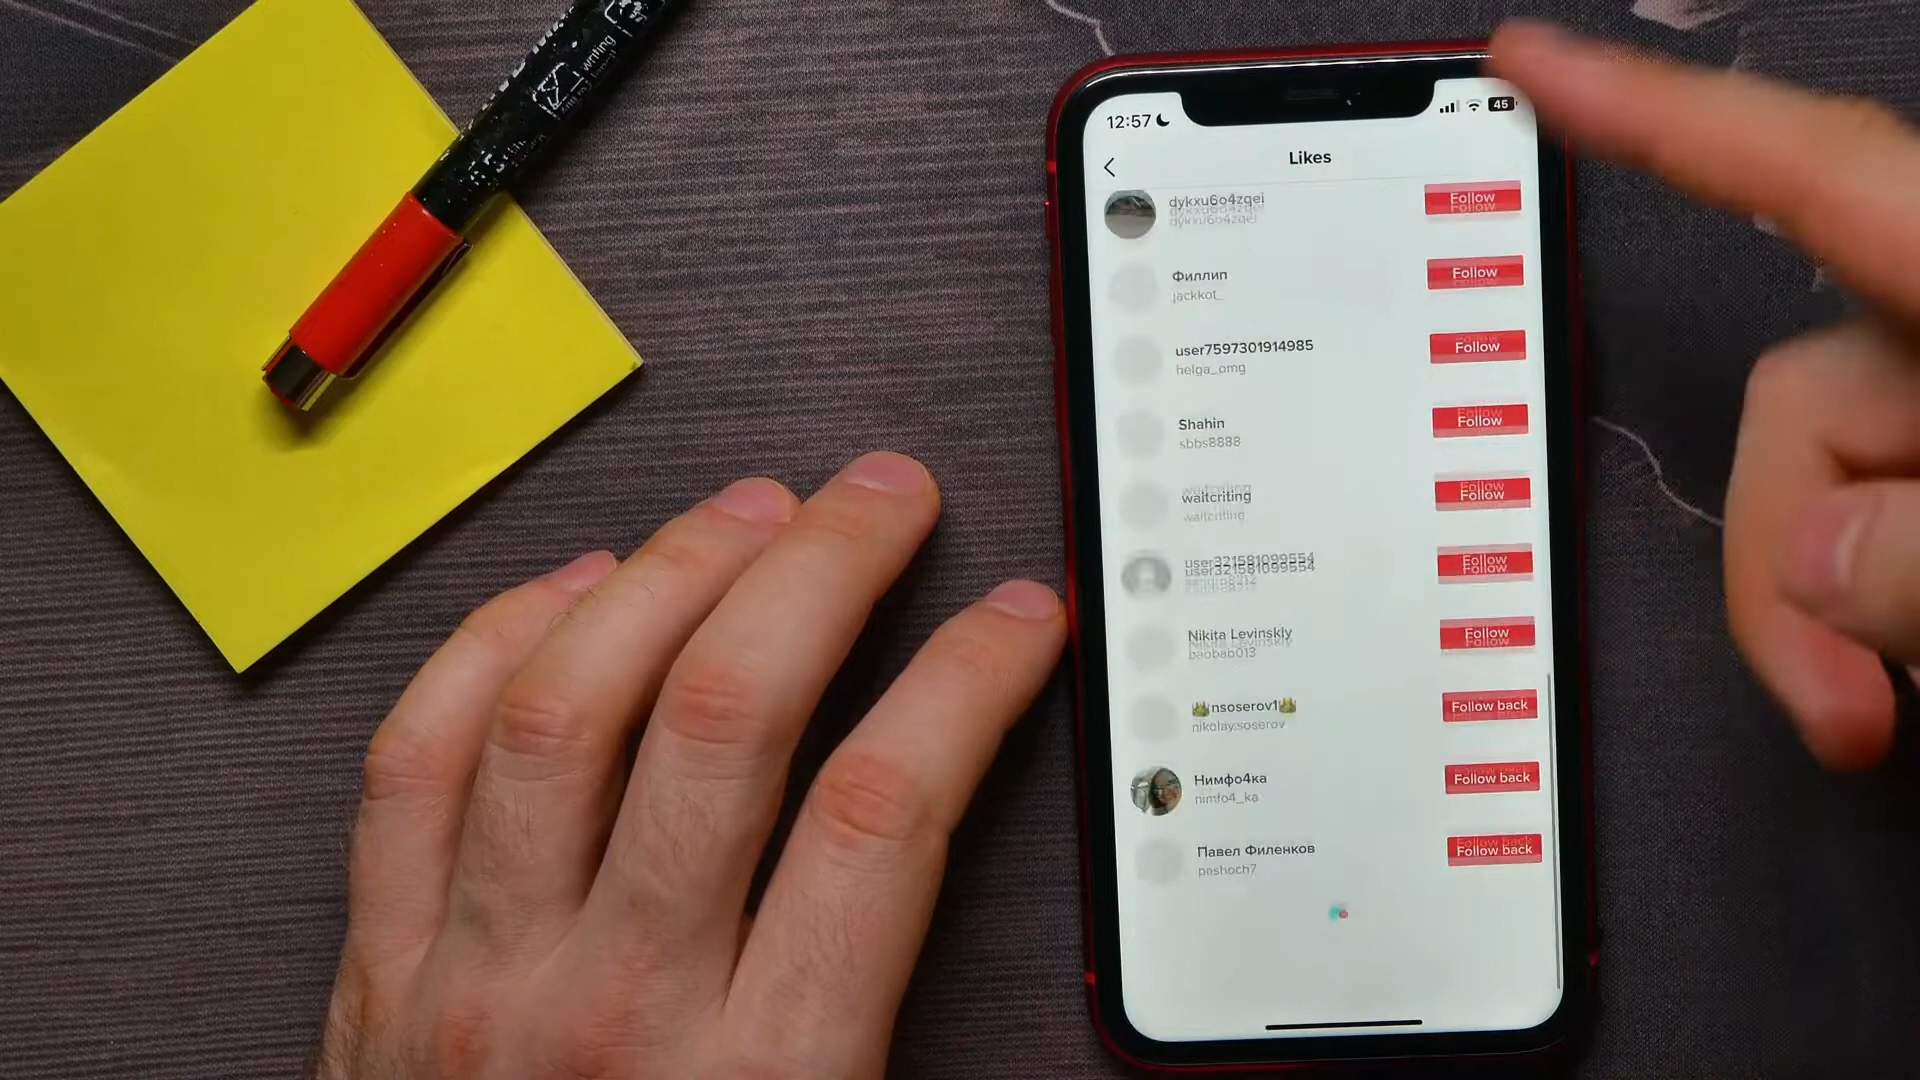 writing
12:57
45
Likes
dykxu6o4zqei
dykxu6o4zqei
Follow
Филлип
jackkot_
Follow
user7597301914985
helga_omg
Follow
Shahin
sbbs8888
Follow
waitcriting
waitcriting
Follow
user321581099554
Follow
Nikita Levinskiy
baobab013
Follow
👑nsoserov1👑
nikolay.soserov
Follow back
Нимфо4ка
nimfo4_ka
Follow back
Павел Филенков
pashoch7
Follow back